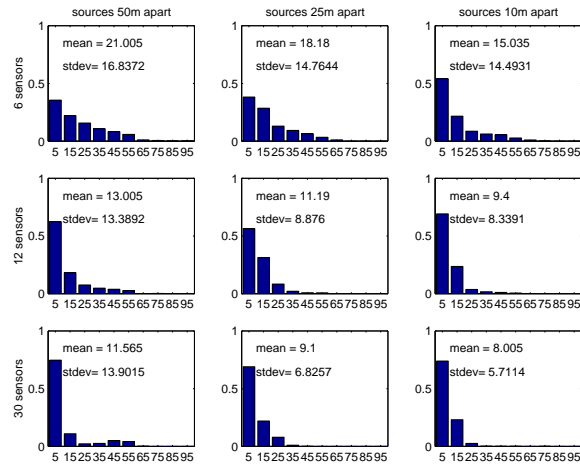 sources 50m apart
sources 25m apart
sources 10m apart
6 sensors
1
0.5
0
mean = 21.005
stdev= 16.8372
5 15 25 35 45 55 65 75 85 95
1
0.5
0
mean = 18.18
stdev= 14.7644
5 15 25 35 45 55 65 75 85 95
1
0.5
0
mean = 15.035
stdev= 14.4931
5 15 25 35 45 55 65 75 85 95
12 sensors
1
0.5
0
mean = 13.005
stdev= 13.3892
5 15 25 35 45 55 65 75 85 95
1
0.5
0
mean = 11.19
stdev= 8.876
5 15 25 35 45 55 65 75 85 95
1
0.5
0
mean = 9.4
stdev= 8.3391
5 15 25 35 45 55 65 75 85 95
30 sensors
1
0.5
0
mean = 11.565
stdev= 13.9015
5 15 25 35 45 55 65 75 85 95
1
0.5
0
mean = 9.1
stdev= 6.8257
5 15 25 35 45 55 65 75 85 95
1
0.5
0
mean = 8.005
stdev= 5.7114
5 15 25 35 45 55 65 75 85 95